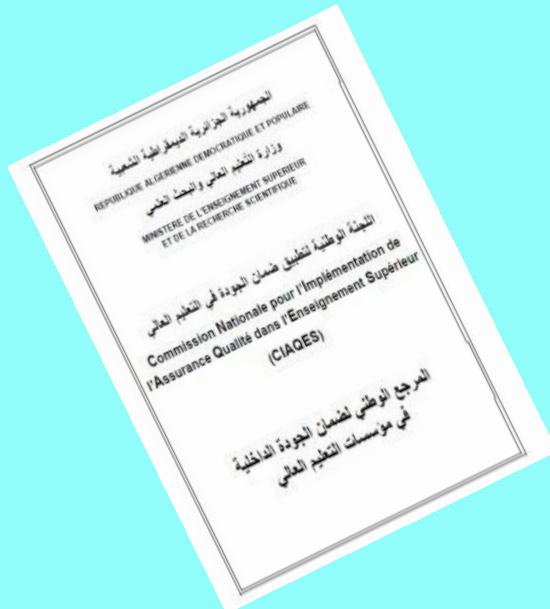 الجمهورية الجزائرية الديمقراطية الشعبية
REPUBLIQUE ALGERIENNE DEMOCRATIQUE ET POPULAIRE
وزارة التعليم العالي والبحث العلمي
MINISTERE DE L'ENSEIGNEMENT SUPERIEUR
ET DE LA RECHERCHE SCIENTIFIQUE
اللجنة الوطنية لتطبيق ضمان الجودة في التعليم العالي
Commission Nationale pour l'Implémentation de
l'Assurance Qualité dans l'Enseignement Supérieur
(CIAQES)
المرجع الوطني لضمان الجودة الداخلية
في مؤسسات التعليم العالي